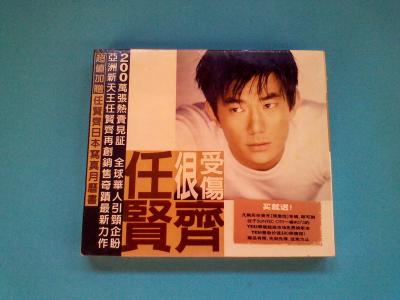 200萬張熱賣見証 全球華人引頸企盼
亞洲新天王任賢齊再創銷售奇蹟最新力作
超值加贈任賢齊日本寫真月曆書
任賢齊
很受傷
买就送!